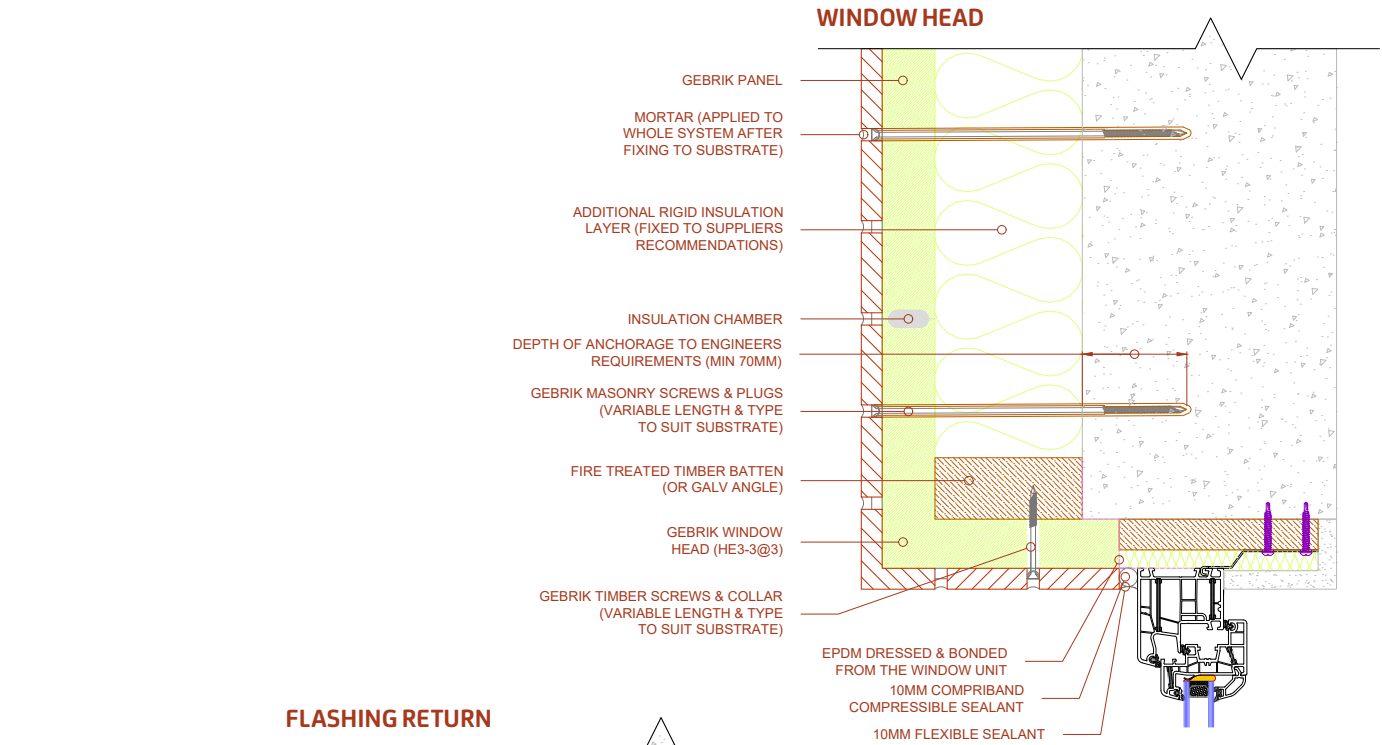 WINDOW HEAD
GEBRIK PANEL
MORTAR (APPLIED TO
WHOLE SYSTEM AFTER
FIXING TO SUBSTRATE)
ADDITIONAL RIGID INSULATION
LAYER (FIXED TO SUPPLIERS
RECOMMENDATIONS)
INSULATION CHAMBER
DEPTH OF ANCHORAGE TO ENGINEERS
REQUIREMENTS (MIN 70MM)
GEBRIK MASONRY SCREWS & PLUGS
(VARIABLE LENGTH & TYPE
TO SUIT SUBSTRATE)
FIRE TREATED TIMBER BATTEN
(OR GALV ANGLE)
GEBRIK WINDOW
HEAD (HE3-3@3)
GEBRIK TIMBER SCREWS & COLLAR
(VARIABLE LENGTH & TYPE
TO SUIT SUBSTRATE)
EPDM DRESSED & BONDED
FROM THE WINDOW UNIT
10MM COMPRIBAND
COMPRESSIBLE SEALANT
10MM FLEXIBLE SEALANT
FLASHING RETURN